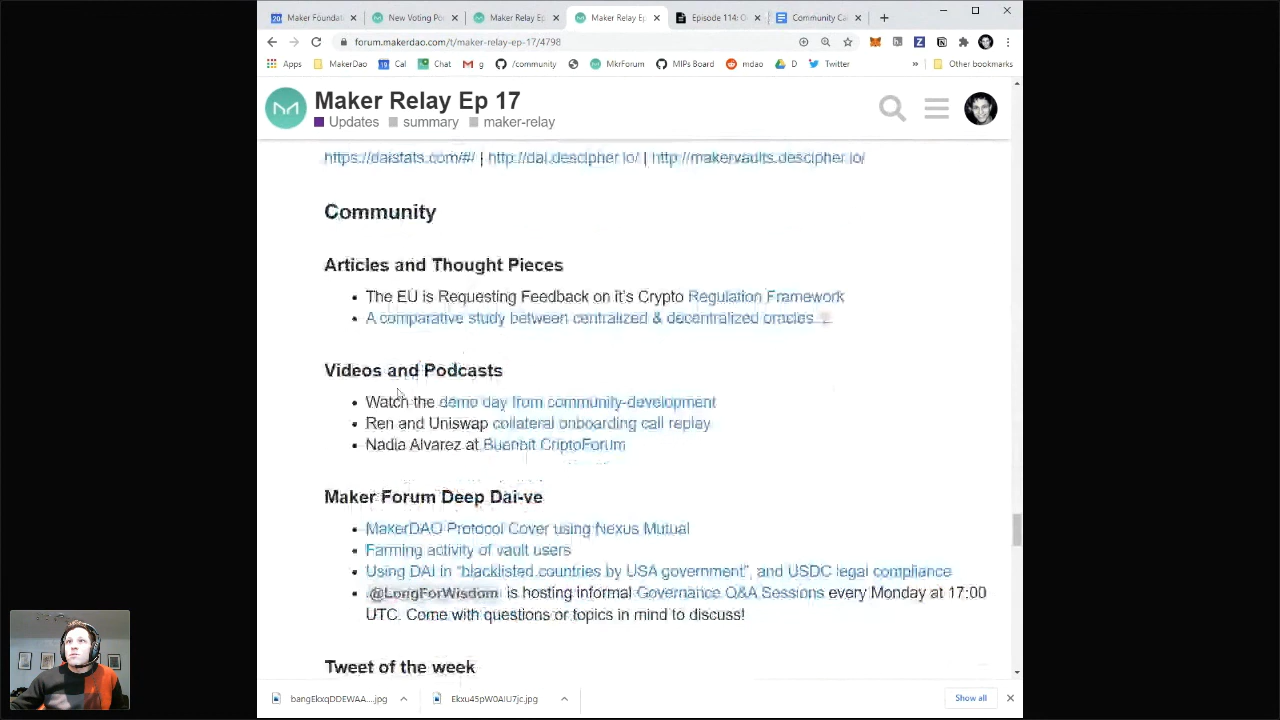 Maker Foundat
New Voting Po
Maker Relay Ep
Maker Relay Ep
Episode 114: O
Community Ca
forum.makerdao.com/t/maker-relay-ep-17/4798
Apps MakerDao Cal Chat g /community MkrForum MIPs Board mdao D Twitter » Other bookmarks
Maker Relay Ep 17
Updates summary maker-relay
https://daistats.com/#/ | http://dai.descipher.io/ | http://makervaults.descipher.io/
Community
Articles and Thought Pieces
The EU is Requesting Feedback on it's Crypto Regulation Framework
A comparative study between centralized & decentralized oracles 2
Videos and Podcasts
Watch the demo day from community-development
Ren and Uniswap collateral onboarding call replay
Nadia Alvarez at Buenbit CriptoForum
Maker Forum Deep Dai-ve
MakerDAO Protocol Cover using Nexus Mutual
Farming activity of vault users
Using DAI in "blacklisted countries by USA government", and USDC legal compliance
@LongForWisdom is hosting informal Governance Q&A Sessions every Monday at 17:00
UTC. Come with questions or topics in mind to discuss!
Tweet of the week
bangEkxqDDEWAA....jpg
Ekxu45pW0AIU7jc.jpg
Show all